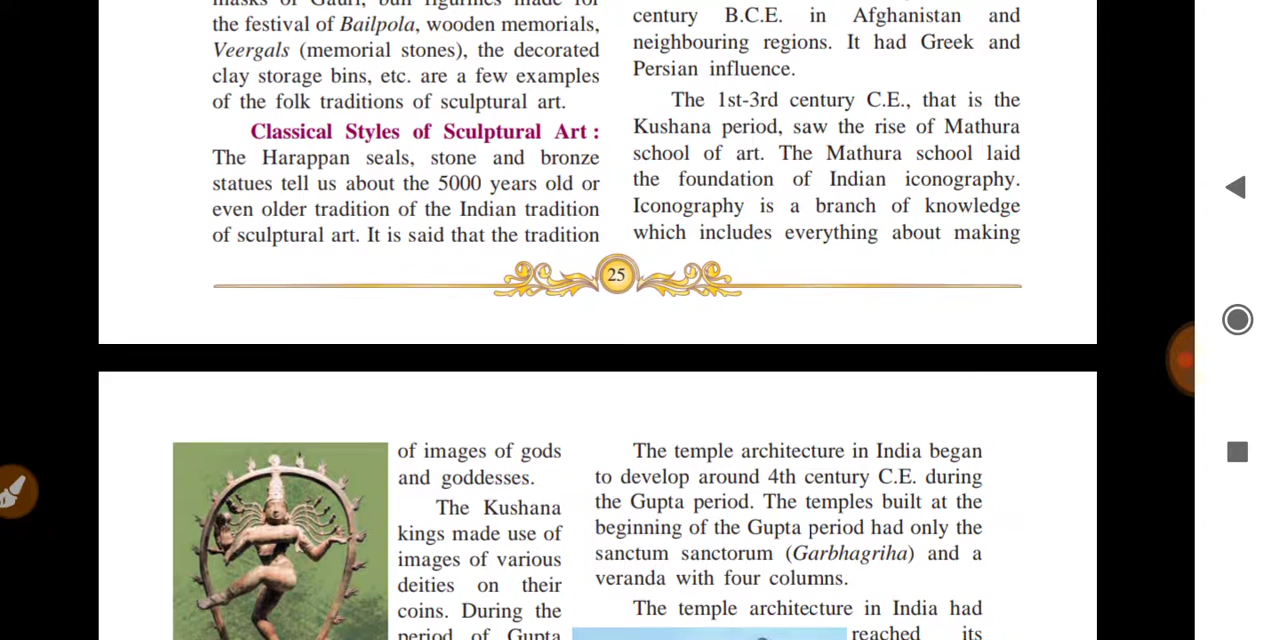 masks of Gauri, bull figurines made for
the festival of Bailpola, wooden memorials,
Veergals (memorial stones), the decorated
clay storage bins, etc. are a few examples
of the folk traditions of sculptural art.
Classical Styles of Sculptural Art :
The Harappan seals, stone and bronze
statues tell us about the 5000 years old or
even older tradition of the Indian tradition
of sculptural art. It is said that the tradition
century B.C.E. in Afghanistan and
neighbouring regions. It had Greek and
Persian influence.
The 1st-3rd century C.E., that is the
Kushana period, saw the rise of Mathura
school of art. The Mathura school laid
the foundation of Indian iconography.
Iconography is a branch of knowledge
which includes everything about making
25
of images of gods
and goddesses.
The Kushana
kings made use of
images of various
deities on their
coins. During the
period of Gupta
The temple architecture in India began
to develop around 4th century C.E. during
the Gupta period. The temples built at the
beginning of the Gupta period had only the
sanctum sanctorum (Garbhagriha) and a
veranda with four columns.
The temple architecture in India had
reached its